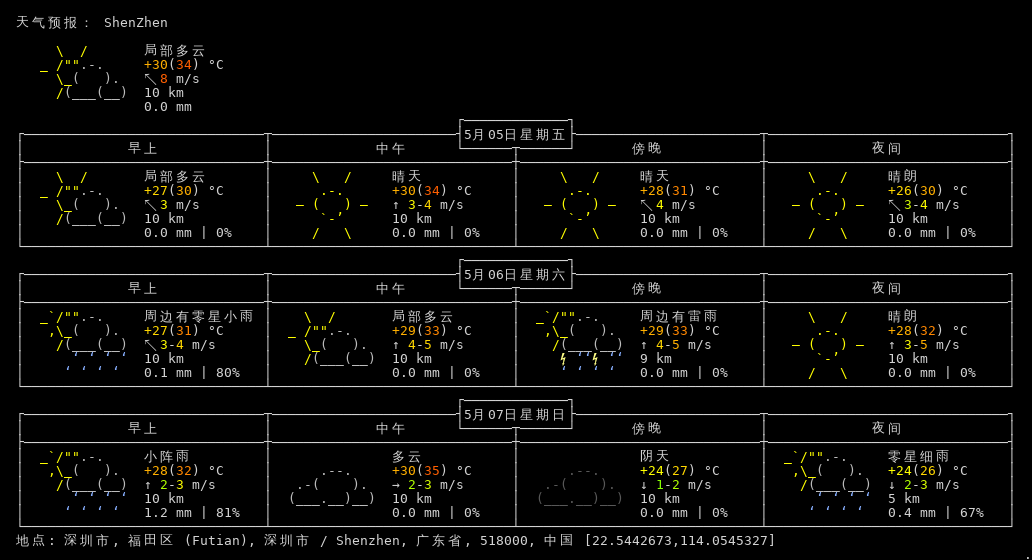 天气预报： ShenZhen
局部多云
+30(34) °C
↖ 8 m/s
10 km
0.0 mm
5月05日星期五
早上 中午 傍晚 夜间
局部多云 晴天 晴天 晴朗
+27(30) °C +30(34) °C +28(31) °C +26(30) °C
↖ 3 m/s ↑ 3-4 m/s ↖ 4 m/s ↖ 3-4 m/s
10 km 10 km 10 km 10 km
0.0 mm | 0% 0.0 mm | 0% 0.0 mm | 0% 0.0 mm | 0%
5月06日星期六
早上 中午 傍晚 夜间
周边有零星小雨 局部多云 周边有雷雨 晴朗
+27(31) °C +29(33) °C +29(33) °C +28(32) °C
↖ 3-4 m/s ↑ 4-5 m/s ↑ 4-5 m/s ↑ 3-5 m/s
10 km 10 km 9 km 10 km
0.1 mm | 80% 0.0 mm | 0% 0.0 mm | 0% 0.0 mm | 0%
5月07日星期日
早上 中午 傍晚 夜间
小阵雨 多云 阴天 零星细雨
+28(32) °C +30(35) °C +24(27) °C +24(26) °C
↑ 2-3 m/s → 2-3 m/s ↓ 1-2 m/s ↓ 2-3 m/s
10 km 10 km 10 km 5 km
1.2 mm | 81% 0.0 mm | 0% 0.0 mm | 0% 0.4 mm | 67%
地点: 深圳市, 福田区 (Futian), 深圳市 / Shenzhen, 广东省, 518000, 中国 [22.5442673,114.0545327]